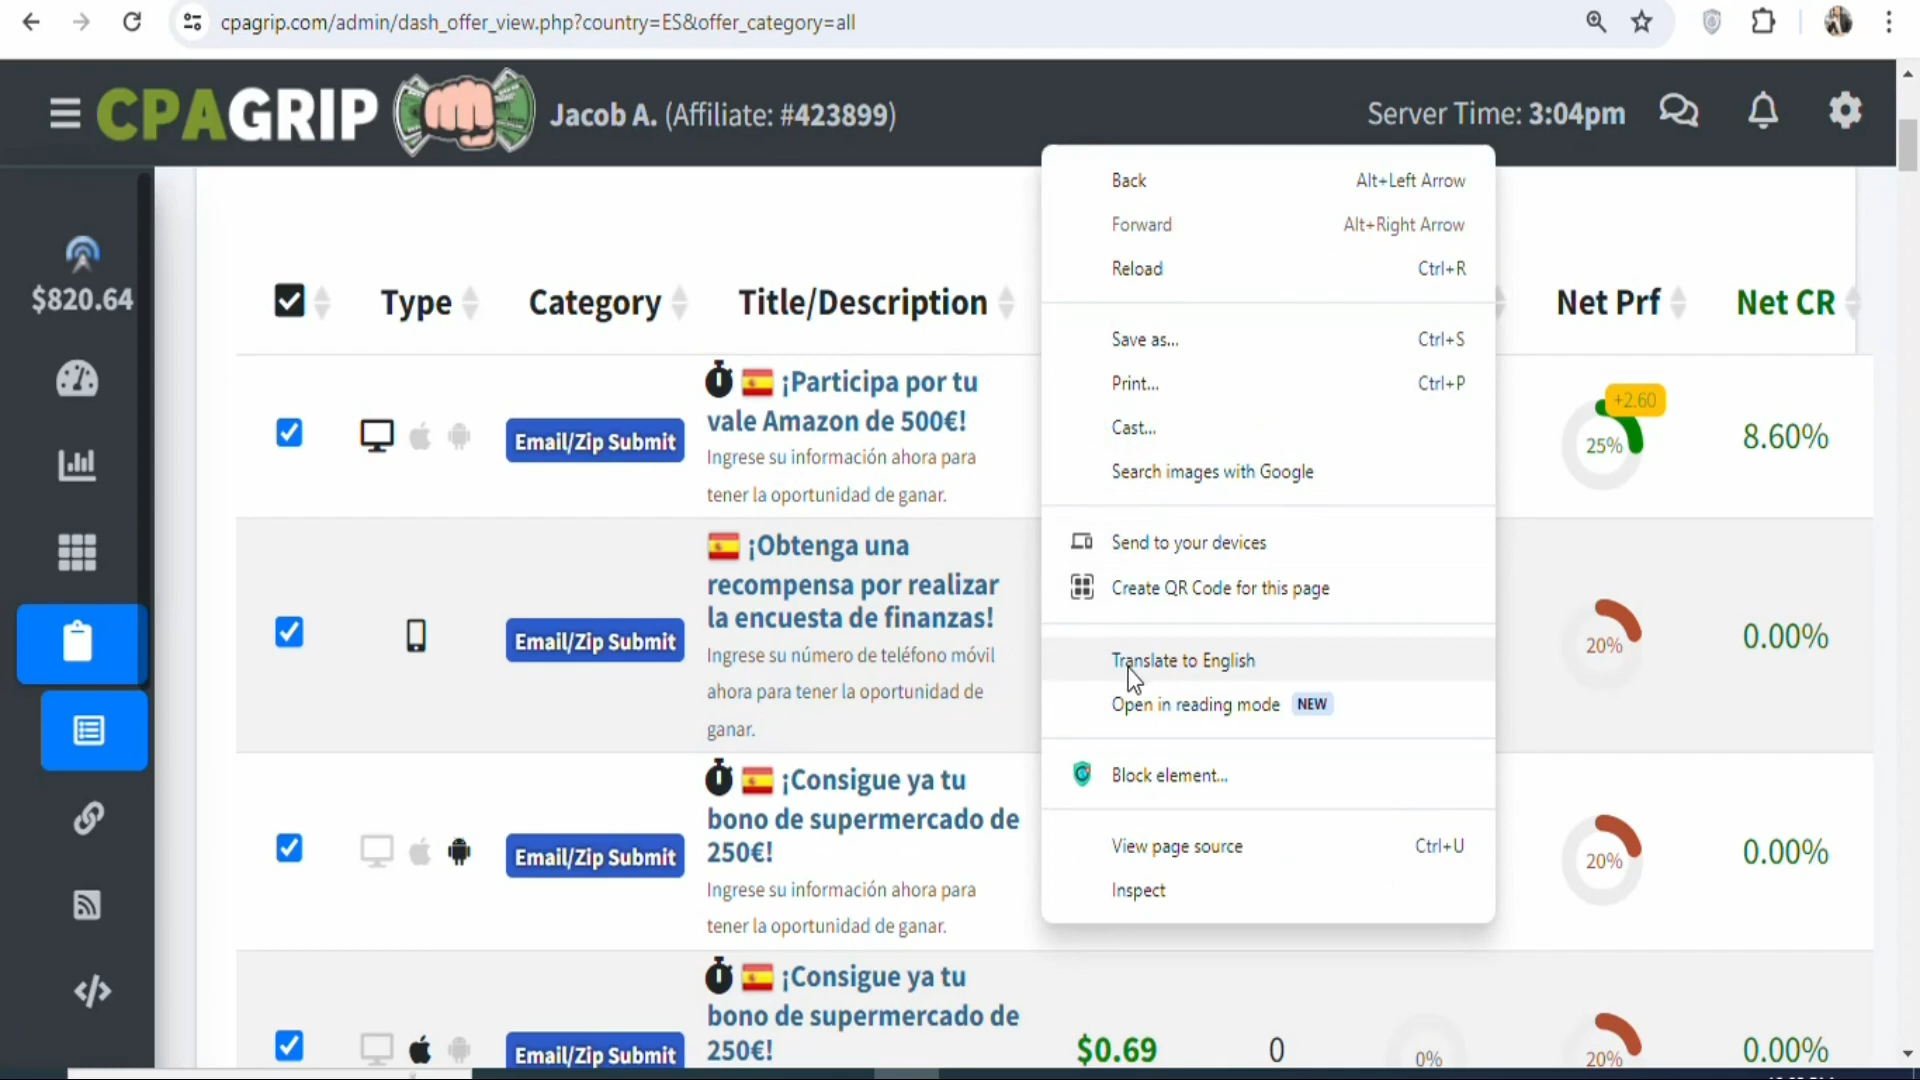 cpagrip.com/admin/dash_offer_view.php?country=ES&offer_category=all
CPAGRIP
Jacob A. (Affiliate: #423899)
Server Time: 3:04pm
$820.64
Type
Category
Title/Description
Net Prf
Net CR
Email/Zip Submit
¡Participa por tu
vale Amazon de 500€!
Ingrese su información ahora para
tener la oportunidad de ganar.
+2.60
25%
8.60%
Email/Zip Submit
¡Obtenga una
recompensa por realizar
la encuesta de finanzas!
Ingrese su número de teléfono móvil
ahora para tener la oportunidad de
ganar.
20%
0.00%
Email/Zip Submit
¡Consigue ya tu
bono de supermercado de
250€!
Ingrese su información ahora para
tener la oportunidad de ganar.
20%
0.00%
Email/Zip Submit
¡Consigue ya tu
bono de supermercado de
250€!
$0.69
0
0%
20%
0.00%
Back Alt+Left Arrow
Forward Alt+Right Arrow
Reload Ctrl+R
Save as... Ctrl+S
Print... Ctrl+P
Cast...
Search images with Google
Send to your devices
Create QR Code for this page
Translate to English
Open in reading mode NEW
Block element...
View page source Ctrl+U
Inspect